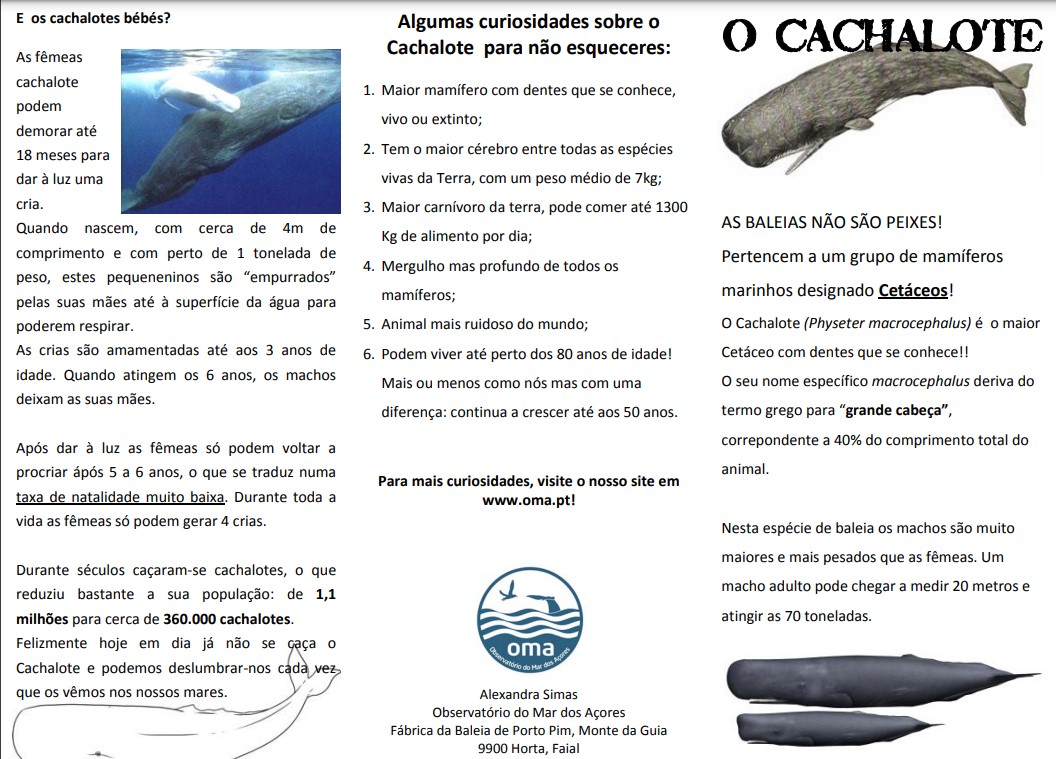 E os cachalotes bébés?
As fêmeas
cachalote
podem
demorar até
18 meses para
dar à luz uma
cria.
Quando nascem, com cerca de 4m de
comprimento e com perto de 1 tonelada de
peso, estes pequeneninos são “empurrados”
pelas suas mães até à superfície da água para
poderem respirar.
As crias são amamentadas até aos 3 anos de
idade. Quando atingem os 6 anos, os machos
deixam as suas mães.
Após dar à luz as fêmeas só podem voltar a
procriar ápós 5 a 6 anos, o que se traduz numa
taxa de natalidade muito baixa. Durante toda a
vida as fêmeas só podem gerar 4 crias.
Durante séculos caçaram-se cachalotes, o que
reduziu bastante a sua população: de 1,1
milhões para cerca de 360.000 cachalotes.
Felizmente hoje em dia já não se caça o
Cachalote e podemos deslumbrar-nos cada vez
que os vêmos nos nossos mares.
Algumas curiosidades sobre o
Cachalote para não esqueceres:
1. Maior mamífero com dentes que se conhece,
vivo ou extinto;
2. Tem o maior cérebro entre todas as espécies
vivas da Terra, com um peso médio de 7kg;
3. Maior carnívoro da terra, pode comer até 1300
Kg de alimento por dia;
4. Mergulho mas profundo de todos os
mamíferos;
5. Animal mais ruidoso do mundo;
6. Podem viver até perto dos 80 anos de idade!
Mais ou menos como nós mas com uma
diferença: continua a crescer até aos 50 anos.
Para mais curiosidades, visite o nosso site em
www.oma.pt!
oma
Observatório do Mar dos Açores
Alexandra Simas
Observatório do Mar dos Açores
Fábrica da Baleia de Porto Pim, Monte da Guia
9900 Horta, Faial
O CACHALOTE
AS BALEIAS NÃO SÃO PEIXES!
Pertencem a um grupo de mamíferos
marinhos designado Cetáceos!
O Cachalote (Physeter macrocephalus) é o maior
Cetáceo com dentes que se conhece!!
O seu nome específico macrocephalus deriva do
termo grego para “grande cabeça”,
correpondente a 40% do comprimento total do
animal.
Nesta espécie de baleia os machos são muito
maiores e mais pesados que as fêmeas. Um
macho adulto pode chegar a medir 20 metros e
atingir as 70 toneladas.